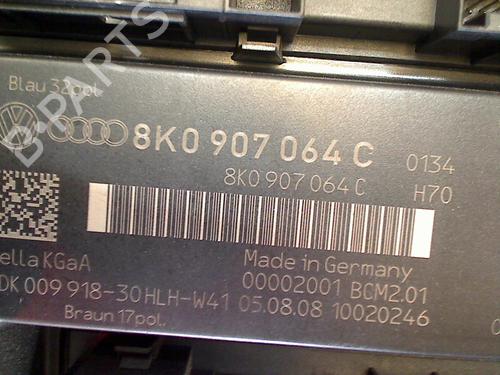 B-PARTS
Blau 32pol.
8K0 907 064 C 0134
8K0 907 064 C H70
ella KGaA
Made in Germany
00002001 BCM2.01
DK 009 918-30 HLH-W41 05.08.08 10020246
Braun 17pol.